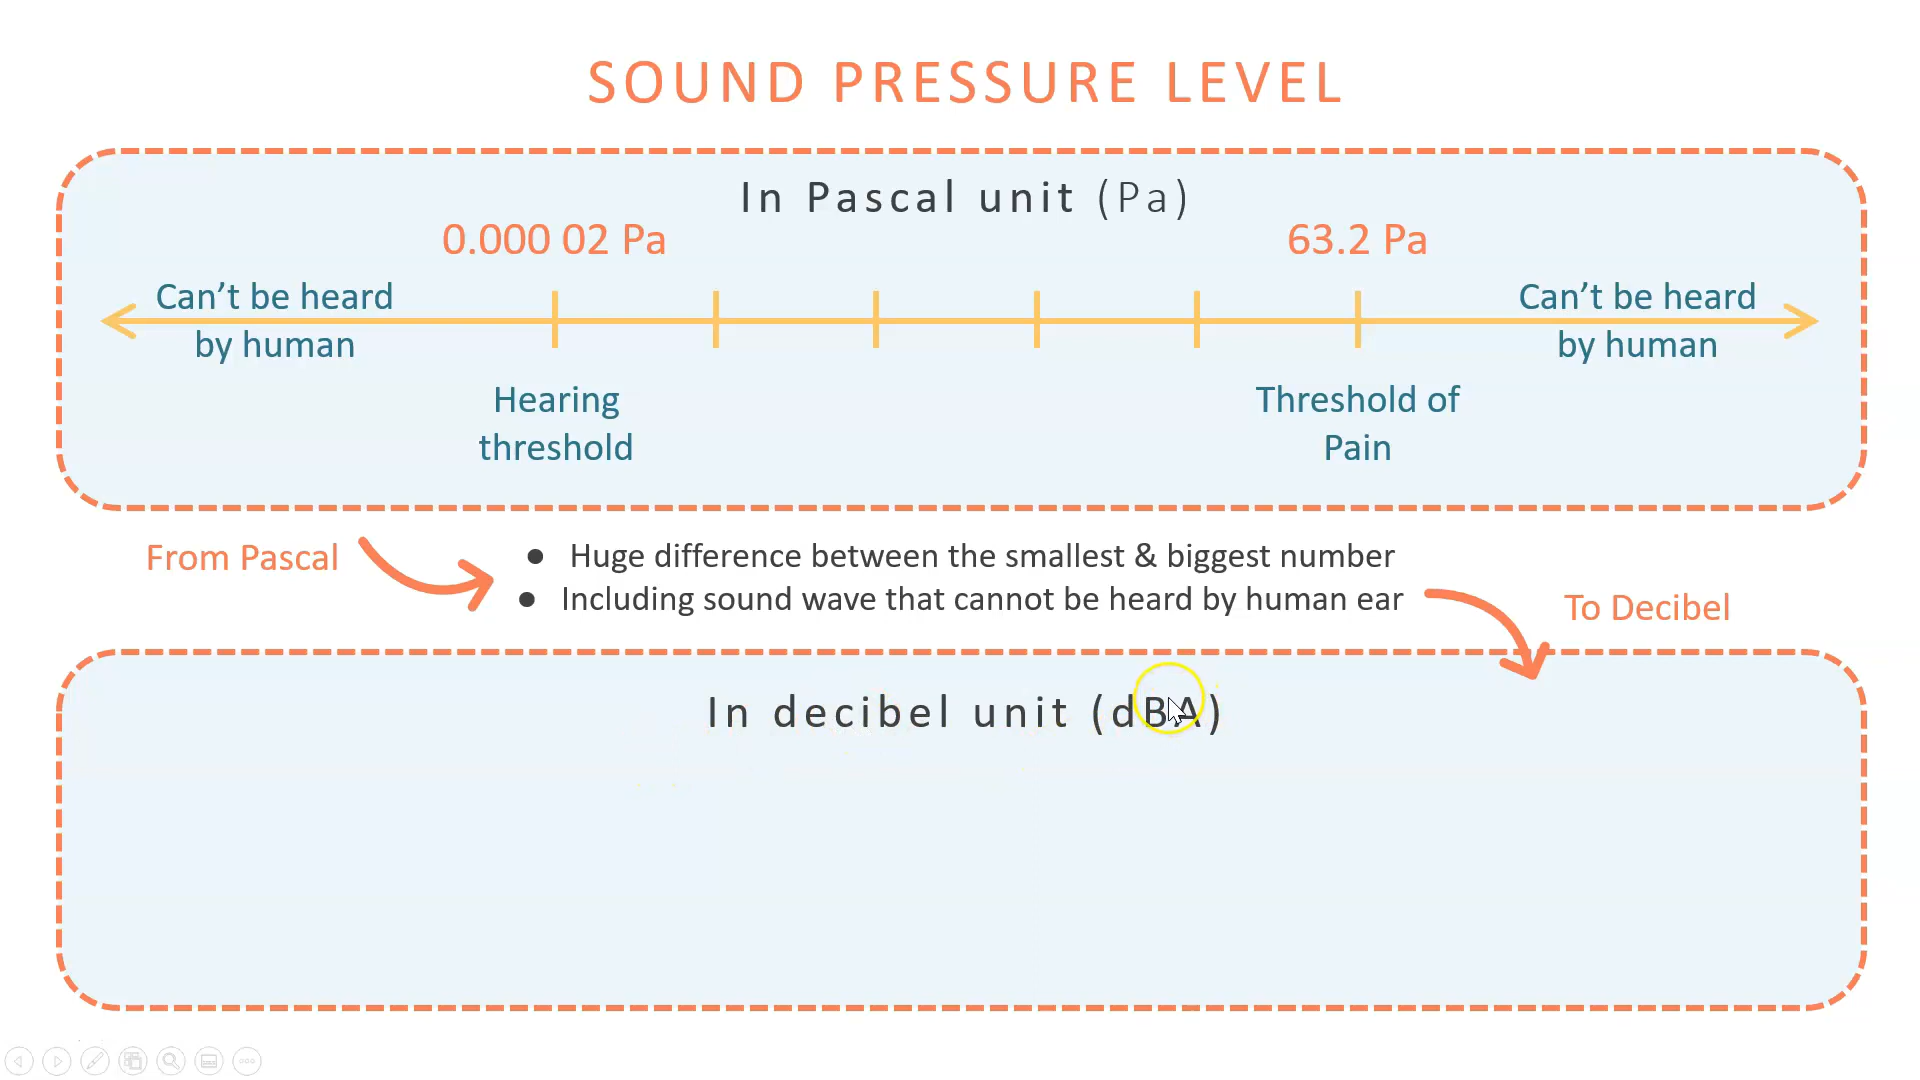 SOUND PRESSURE LEVEL
In Pascal unit (Pa)
0.000 02 Pa
63.2 Pa
Can’t be heard
by human
Can’t be heard
by human
Hearing
threshold
Threshold of
Pain
From Pascal
● Huge difference between the smallest & biggest number
● Including sound wave that cannot be heard by human ear
To Decibel
In decibel unit (dBA)